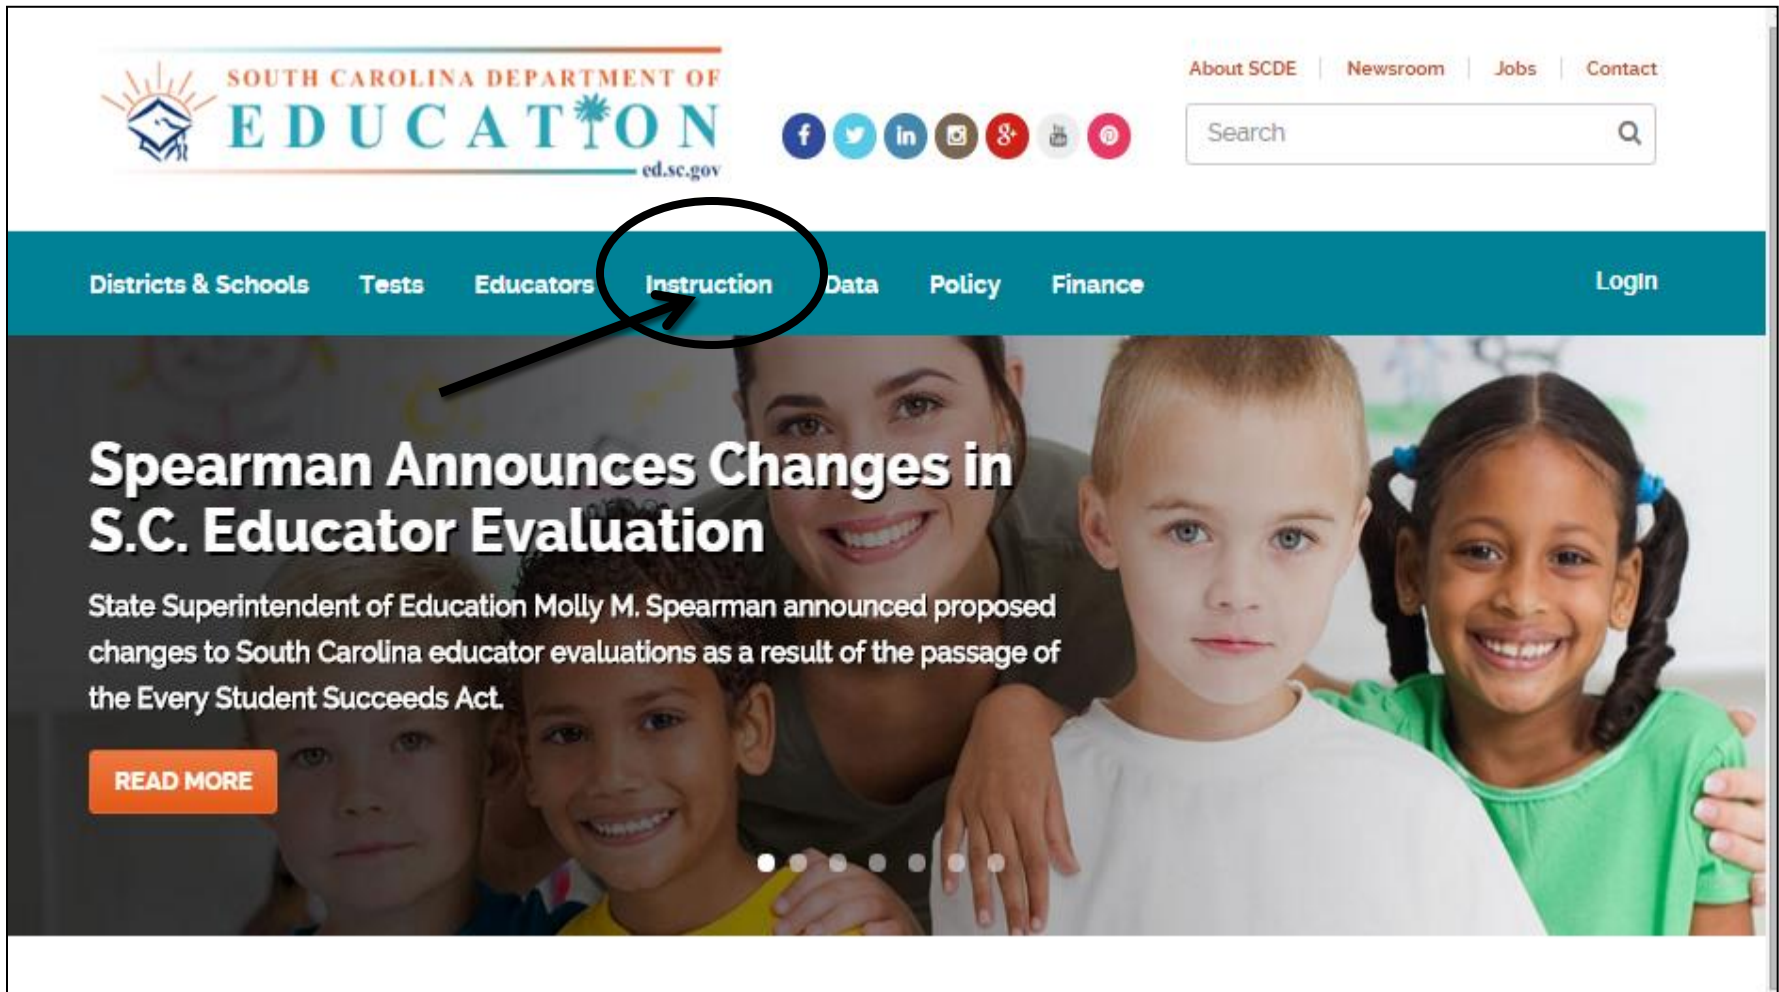 SOUTH CAROLINA DEPARTMENT OF
EDUCATION
ed.sc.gov
About SCDE
Newsroom
Jobs
Contact
Search
Districts & Schools
Tests
Educators
Instruction
Data
Policy
Finance
Login
Spearman Announces Changes in
S.C. Educator Evaluation
State Superintendent of Education Molly M. Spearman announced proposed
changes to South Carolina educator evaluations as a result of the passage of
the Every Student Succeeds Act.
READ MORE